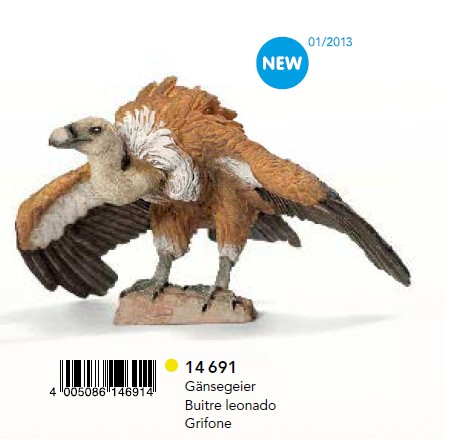 01/2013
NEW
14 691
Gänsegeier
Buitre leonado
Grifone
4 005086 146914